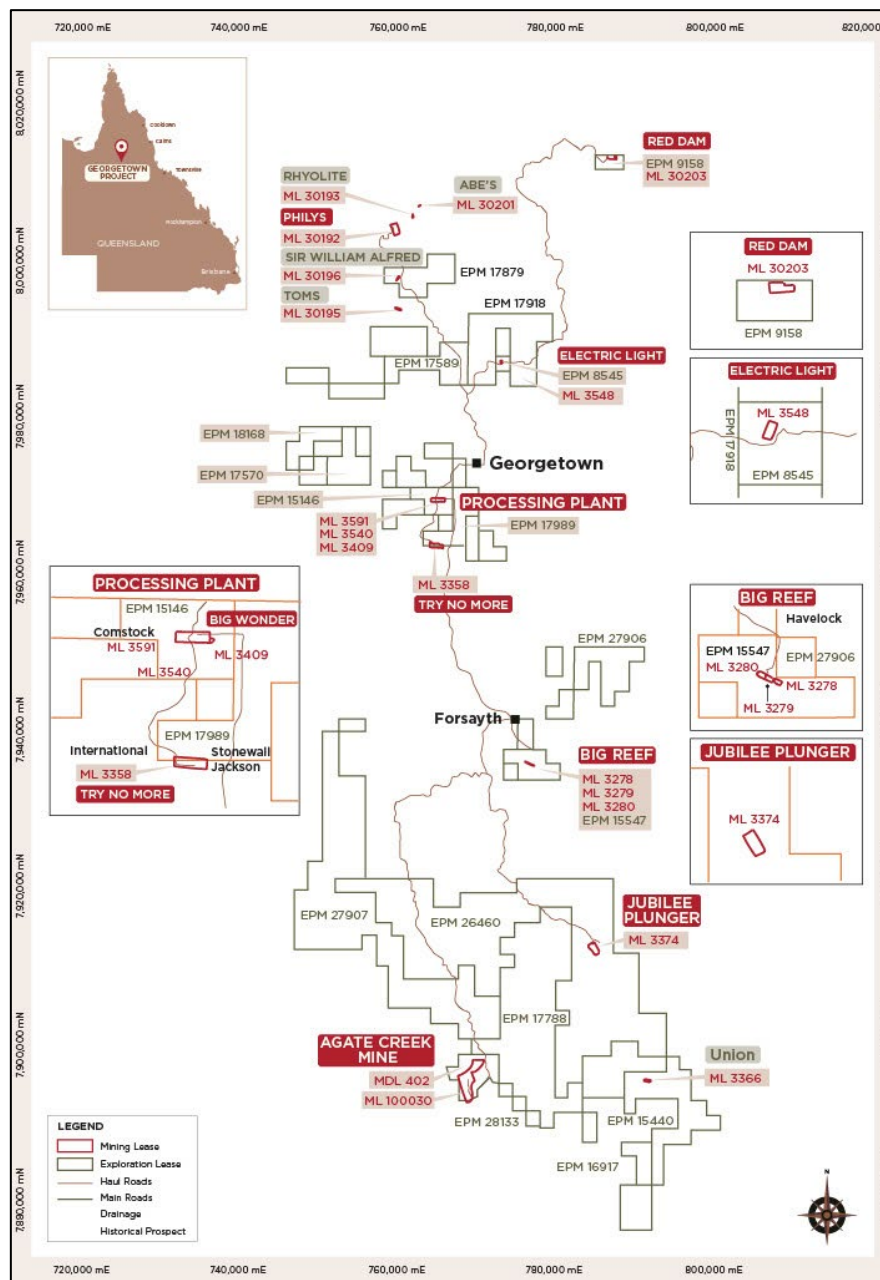 720,000 mN
740,000 mN
760,000 mN
780,000 mN
800,000 mN
820,000
8,020,000 mN
8,000,000 mN
7,980,000 mN
7,960,000 mN
7,940,000 mN
7,920,000 mN
7,900,000 mN
7,880,000 mN
Cooktown
Cairns
Townsville
GEORGETOWN
PROJECT
Rockhampton
QUEENSLAND
Brisbane
RED DAM
EPM 9158
ML 30203
RHYOLITE
ML 30193
ABE'S
ML 30201
PHILYS
ML 30192
SIR WILLIAM ALFRED
ML 30196
EPM 17879
TOMS
ML 30195
EPM 17918
EPM 17589
ELECTRIC LIGHT
EPM 8545
ML 3548
RED DAM
ML 30203
EPM 9158
ELECTRIC LIGHT
ML 3548
EPM 17918
EPM 8545
EPM 18168
EPM 17570
Georgetown
EPM 15146
PROCESSING PLANT
ML 3591
ML 3540
ML 3409
EPM 17989
ML 3358
TRY NO MORE
PROCESSING PLANT
EPM 15146
BIG WONDER
Comstock
ML 3591
ML 3409
ML 3540
EPM 17989
International
Stonewall
Jackson
ML 3358
TRY NO MORE
EPM 27906
Forsayth
BIG REEF
ML 3278
ML 3279
ML 3280
EPM 15547
BIG REEF
Havelock
EPM 15547
EPM 27906
ML 3280
ML 3278
ML 3279
JUBILEE PLUNGER
ML 3374
EPM 27907
EPM 26460
JUBILEE
PLUNGER
ML 3374
EPM 17788
AGATE CREEK
MINE
MDL 402
ML 100030
EPM 28133
Union
ML 3366
EPM 15440
EPM 16917
LEGEND
Mining Lease
Exploration Lease
Haul Roads
Main Roads
Drainage
Historical Prospect
N
720,000 mE
740,000 mE
760,000 mE
780,000 mE
800,000 mE